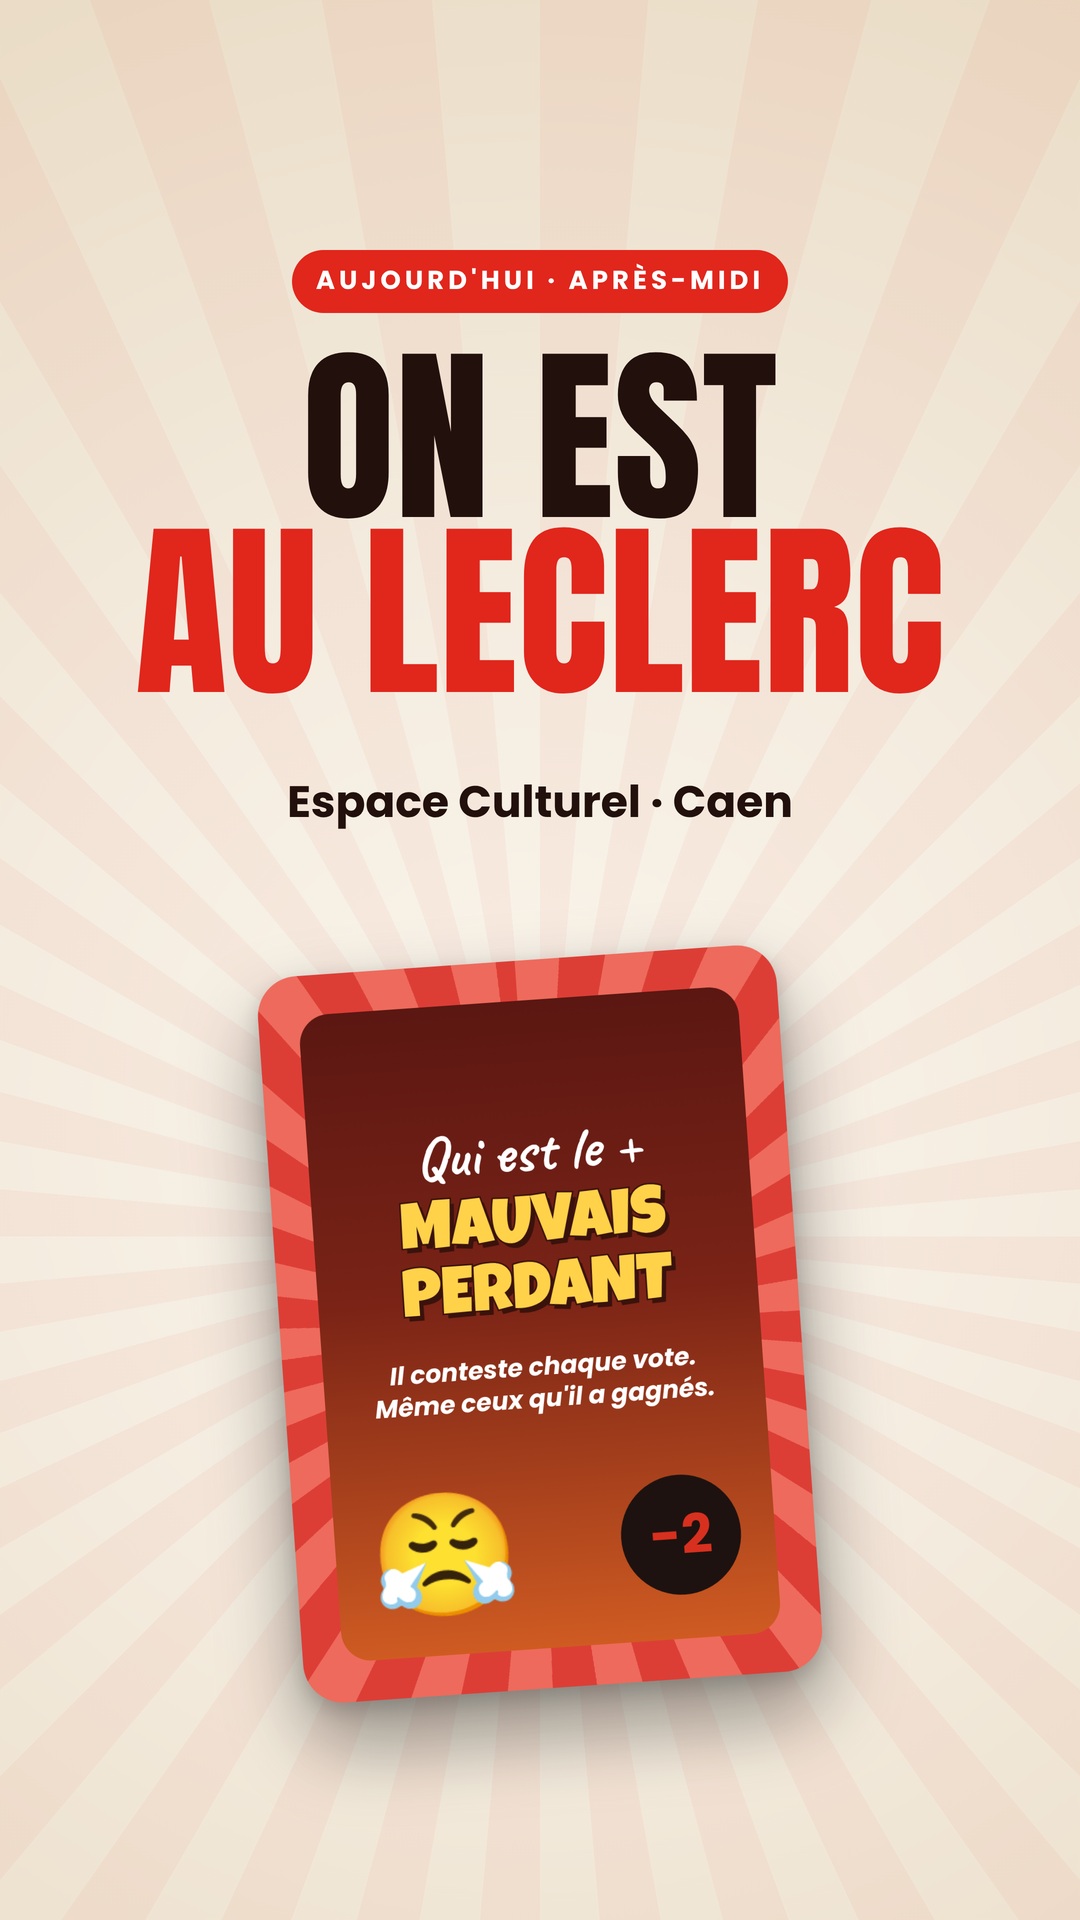 AUJOURD'HUI · APRÈS-MIDI
ON EST
AU LECLERC
Espace Culturel · Caen
Qui est le +
MAUVAIS
PERDANT
Il conteste chaque vote.
Même ceux qu'il a gagnés.
-2